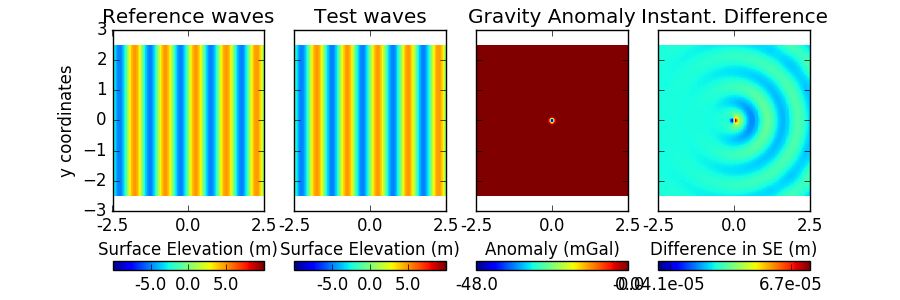 Reference waves Test waves Gravity Anomaly Instant. Difference
y coordinates
3
2
1
0
−1
−2
−3
-2.5 0.0 2.5 -2.5 0.0 2.5 -2.5 0.0 2.5 -2.5 0.0 2.5
Surface Elevation (m) Surface Elevation (m) Anomaly (mGal) Difference in SE (m)
-5.0 0.0 5.0 -5.0 0.0 5.0 -48.0 6.7e-05